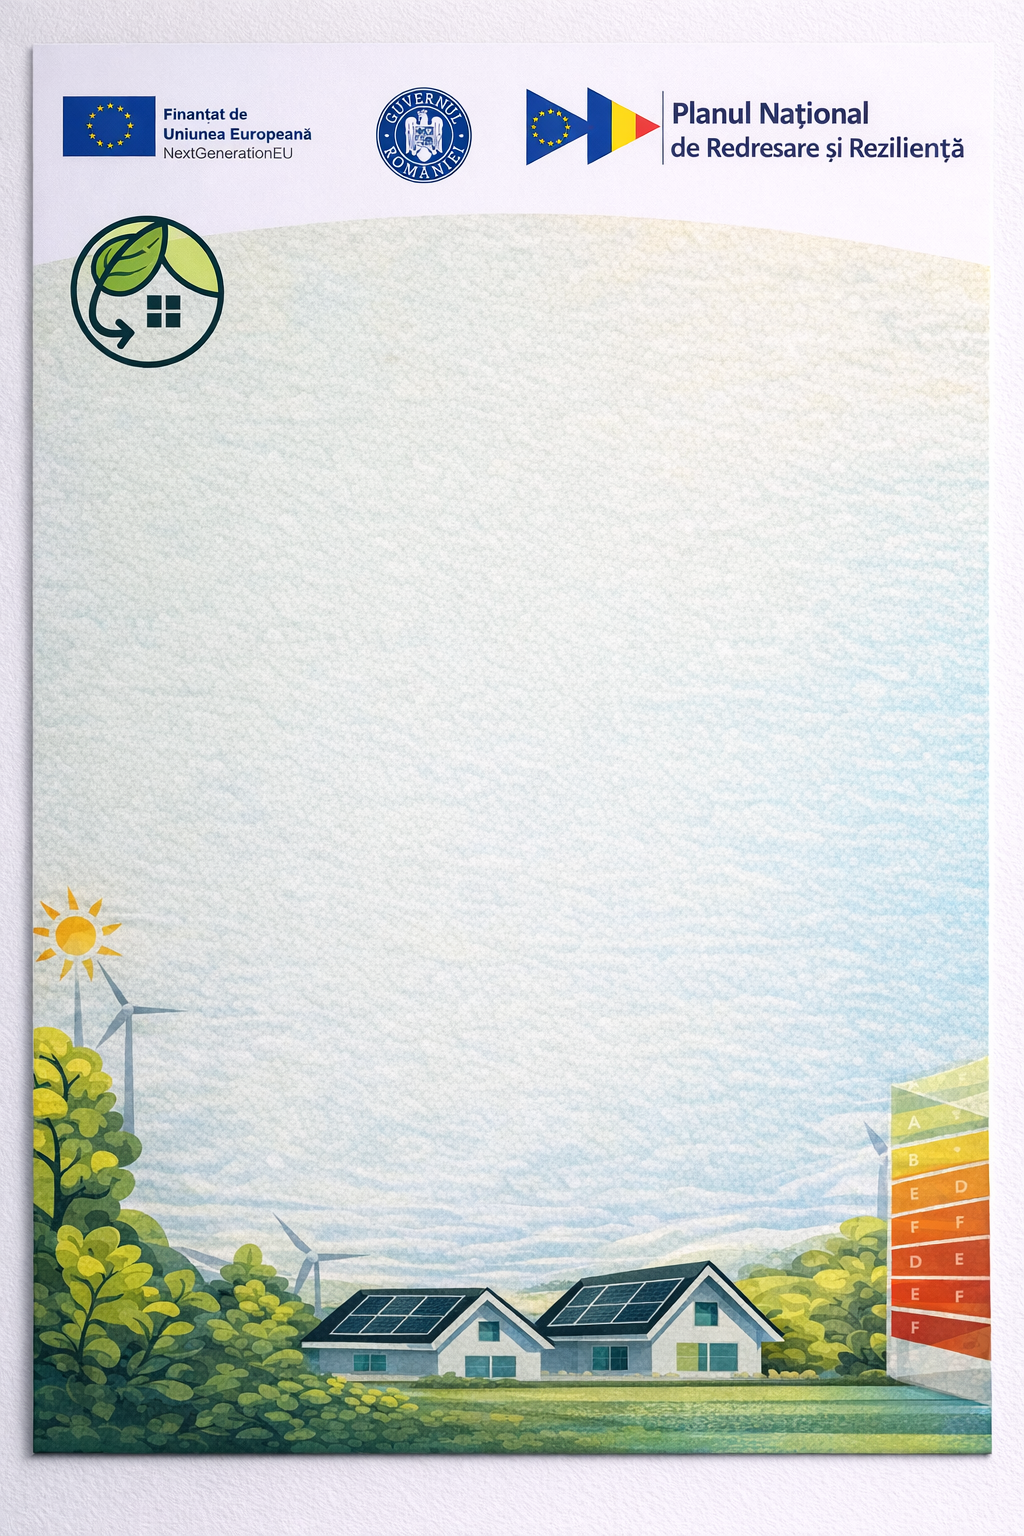 Finanțat de
Uniunea Europeană
NextGenerationEU
GUVERNUL
ROMÂNIEI
Planul Național
de Redresare și Reziliență
A
B
E
D
F
F
D
E
E
F
F